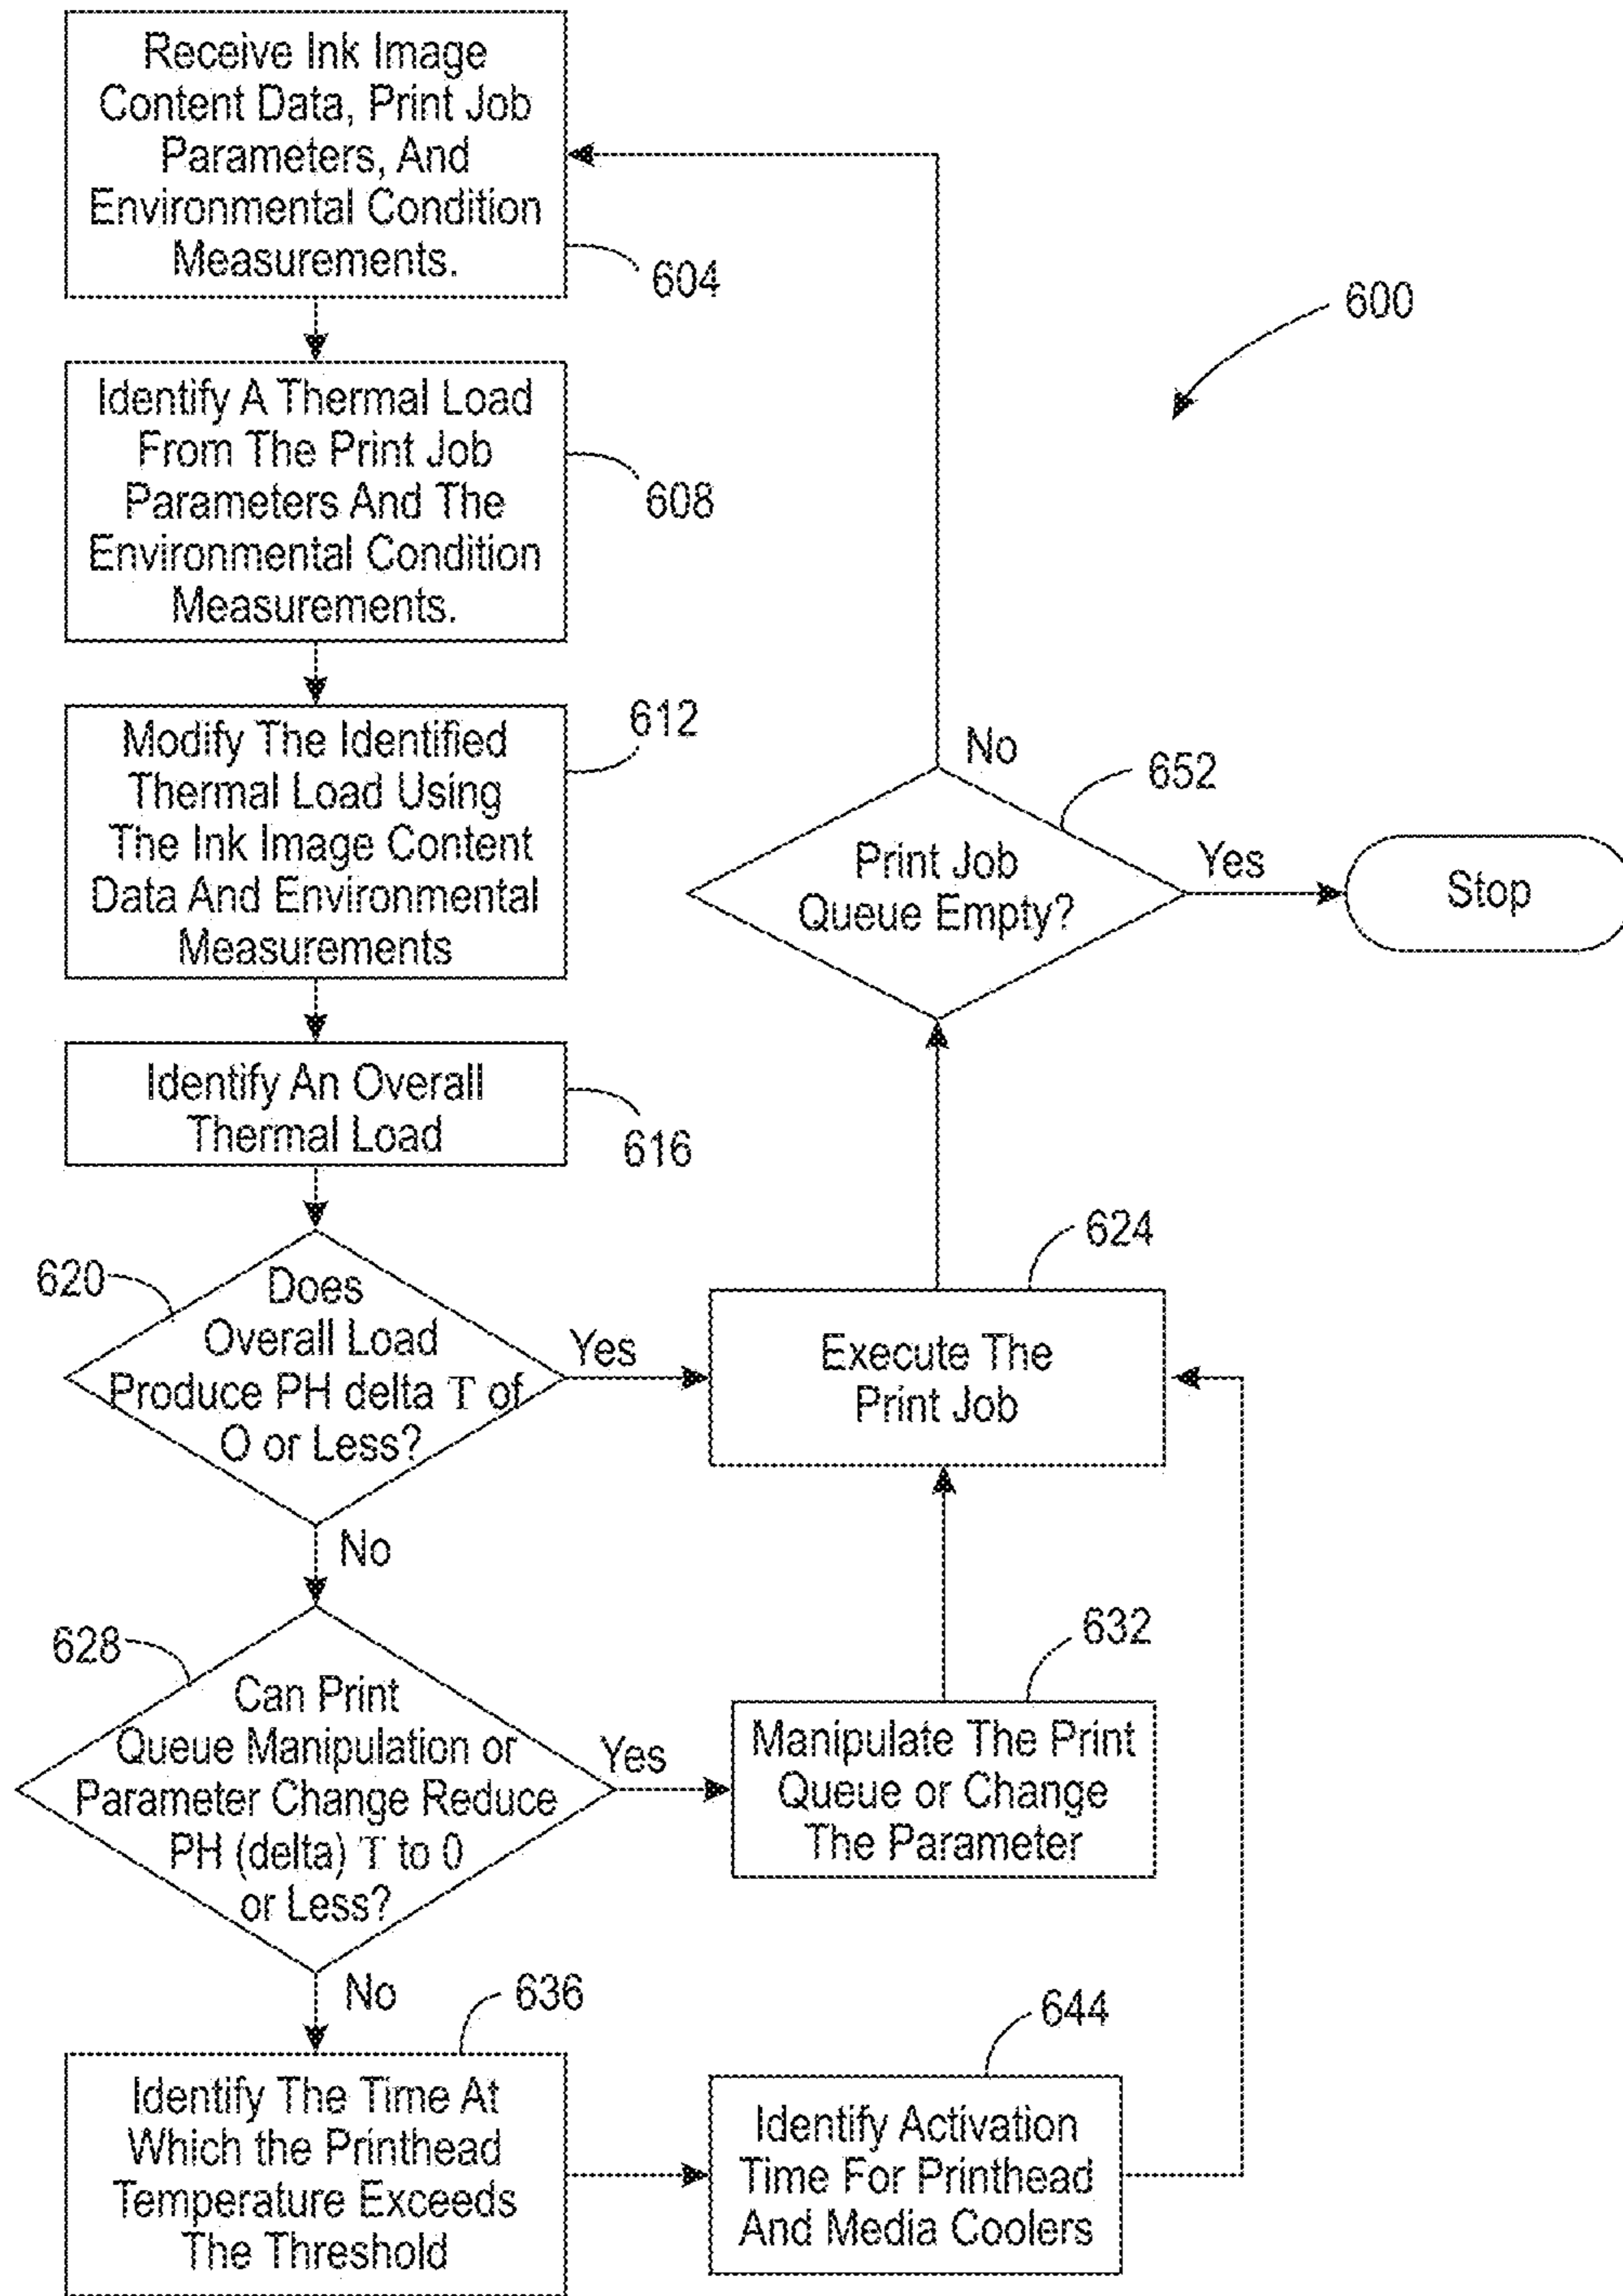 Receive Ink Image
Content Data, Print Job
Parameters, And
Environmental Condition
Measurements.
604
600
Identify A Thermal Load
From The Print Job
Parameters And The
Environmental Condition
Measurements.
608
Modify The Identified
Thermal Load Using
The Ink Image Content
Data And Environmental
Measurements
612
No
652
Print Job
Queue Empty?
Yes
Stop
Identify An Overall
Thermal Load
616
620
Does
Overall Load
Produce PH delta T of
O or Less?
Yes
624
Execute The
Print Job
No
628
Can Print
Queue Manipulation or
Parameter Change Reduce
PH (delta) T to 0
or Less?
Yes
632
Manipulate The Print
Queue or Change
The Parameter
No
636
Identify The Time At
Which the Printhead
Temperature Exceeds
The Threshold
644
Identify Activation
Time For Printhead
And Media Coolers